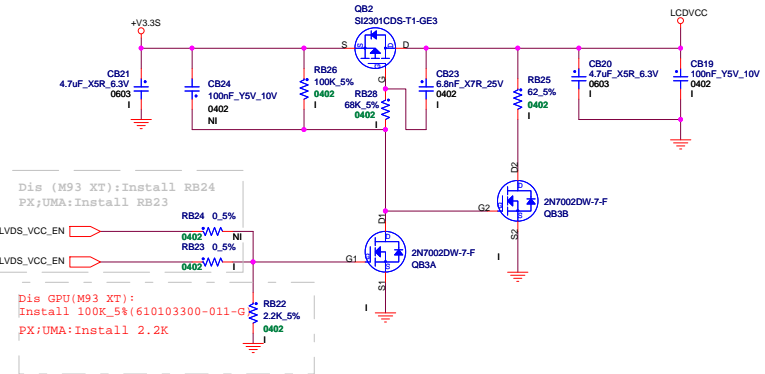 QB2
SI2301CDS-T1-GE3
+V3.3S
LCDVCC
S
D
G
CB21
4.7uF_X5R_6.3V
0603
I
CB24
100nF_Y5V_10V
0402
NI
RB26
100K_5%
0402
I
RB28
68K_5%
0402
I
CB23
6.8nF_X7R_25V
0402
I
RB25
62_5%
0402
I
CB20
4.7uF_X5R_6.3V
0603
I
CB19
100nF_Y5V_10V
0402
I
Dis (M93 XT):Install RB24
PX;UMA:Install RB23
LVDS_VCC_EN
RB24 0_5%
0402
NI
LVDS_VCC_EN
RB23 0_5%
0402
I
D1
D
G1
S
S1
2N7002DW-7-F
QB3A
I
D2
D
G2
S
S2
2N7002DW-7-F
QB3B
I
Dis GPU(M93 XT):
Install 100K_5%(610103300-011-G
PX;UMA:Install 2.2K
RB22
2.2K_5%
0402
I